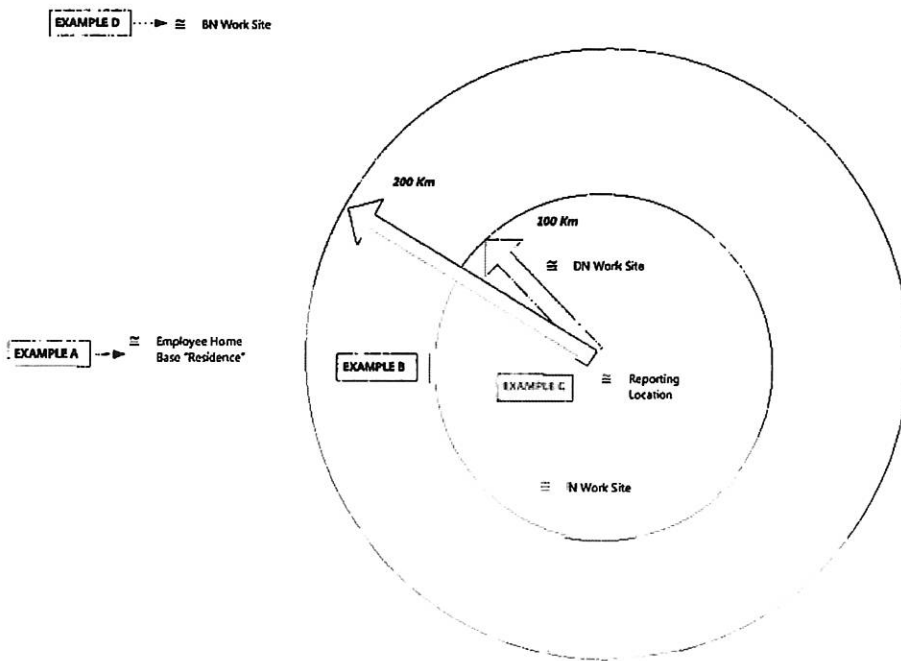 EXAMPLE D
≅ BN Work Site
200 Km
100 Km
≅ DN Work Site
EXAMPLE A
≅ Employee Home
Base "Residence"
EXAMPLE B
EXAMPLE C
≅ Reporting
Location
≅ IN Work Site